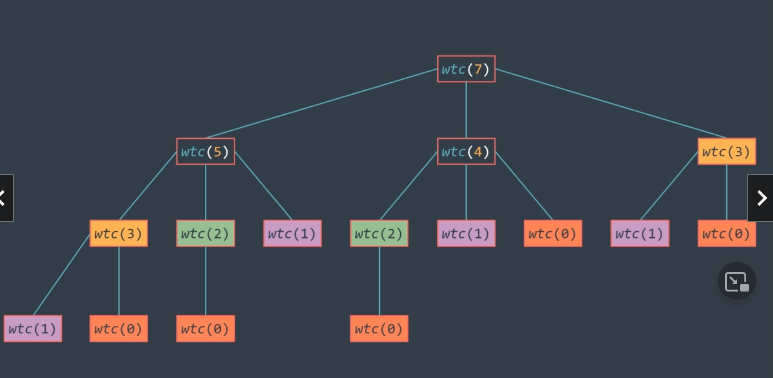 wtc(7)
wtc(5) wtc(4) wtc(3)
wtc(3) wtc(2) wtc(1) wtc(2) wtc(1) wtc(0) wtc(1) wtc(0)
wtc(1) wtc(0) wtc(0) wtc(0)